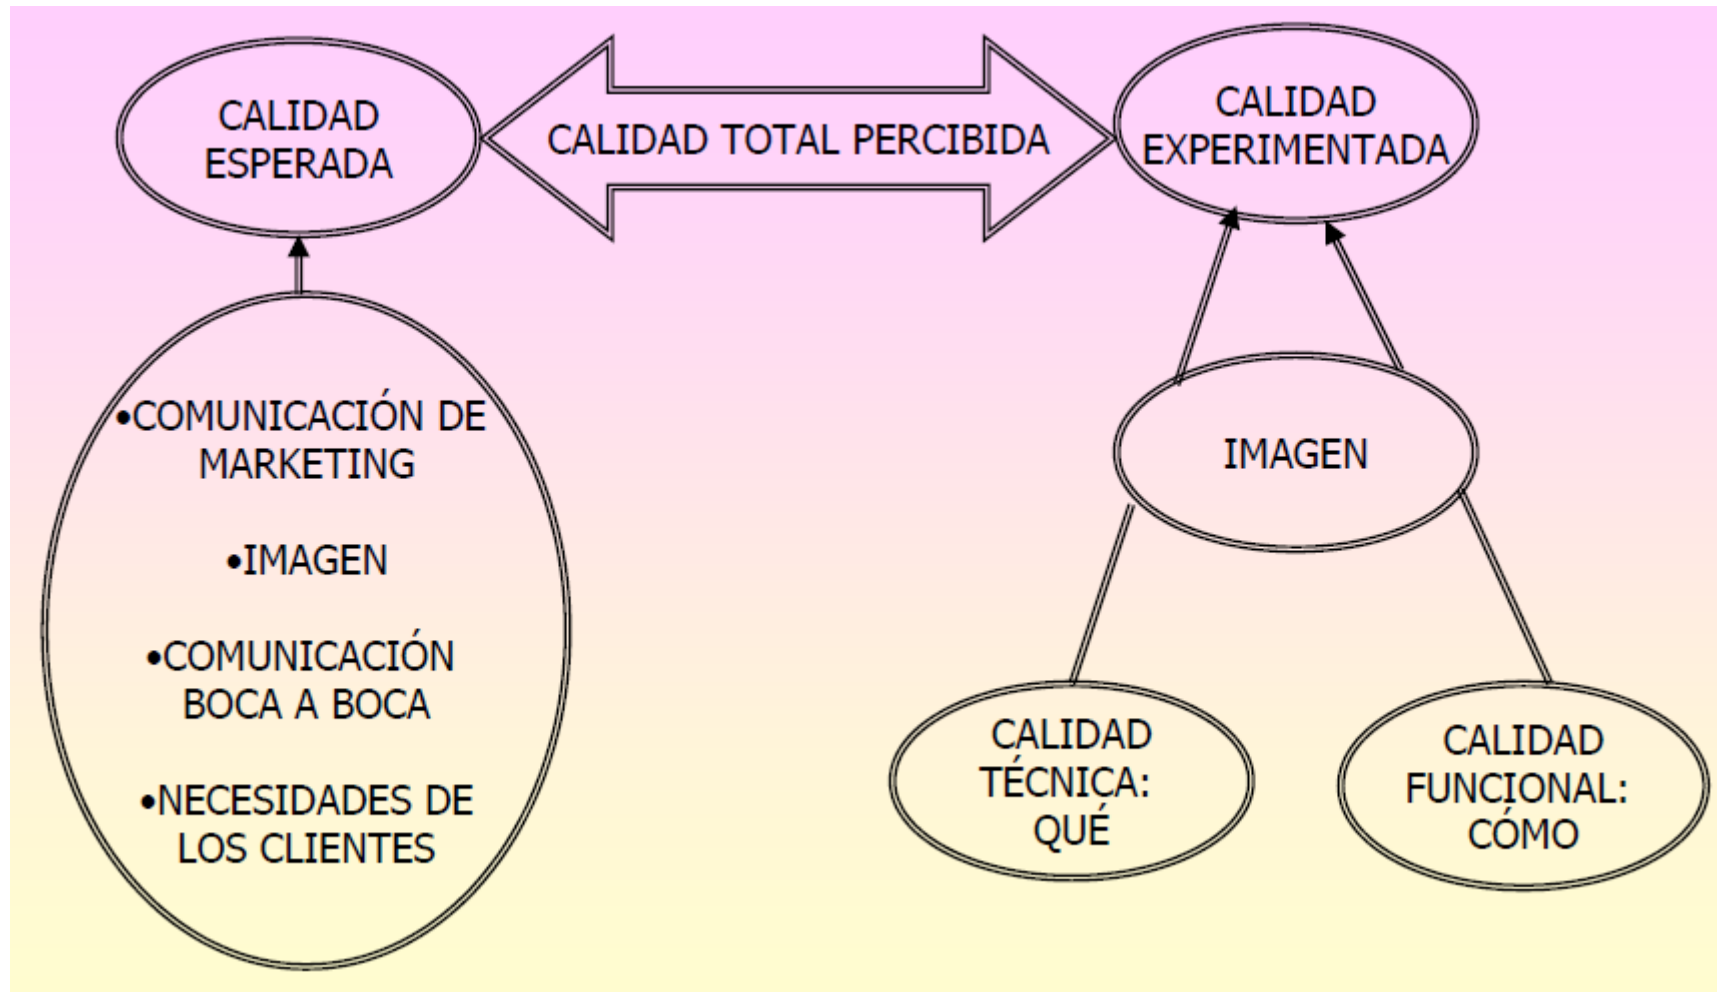 CALIDAD
ESPERADA
CALIDAD TOTAL PERCIBIDA
CALIDAD
EXPERIMENTADA
•COMUNICACIÓN DE
MARKETING
•IMAGEN
•COMUNICACIÓN
BOCA A BOCA
•NECESIDADES DE
LOS CLIENTES
IMAGEN
CALIDAD
TÉCNICA:
QUÉ
CALIDAD
FUNCIONAL:
CÓMO